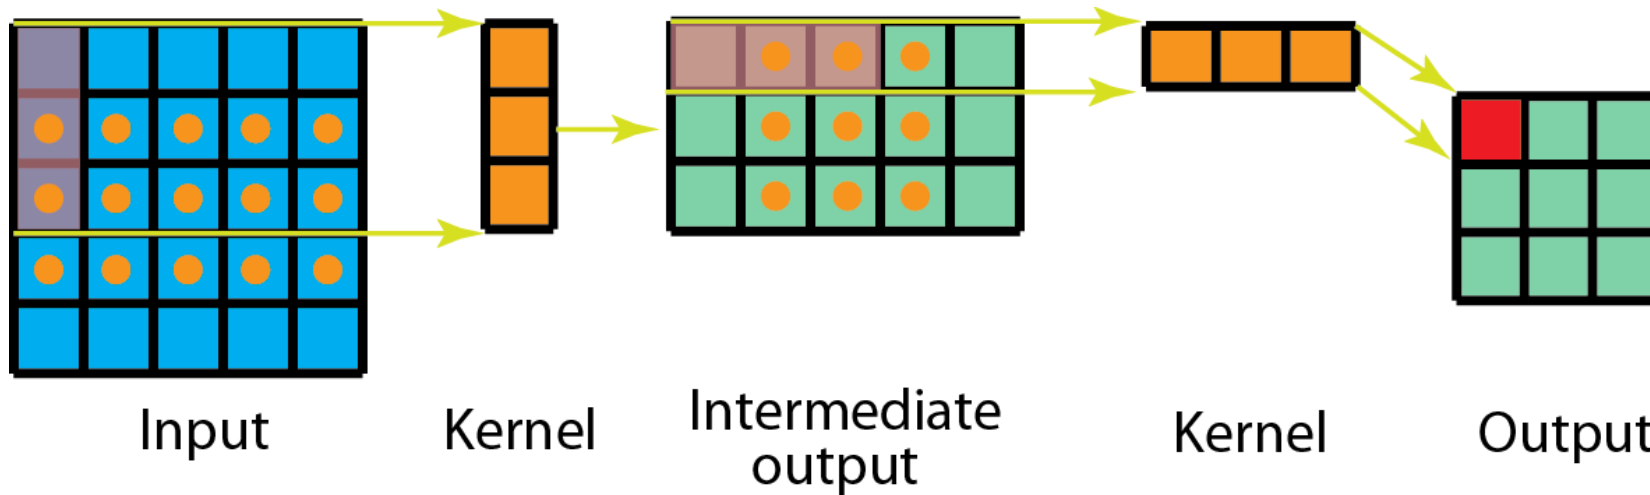 Input
Kernel
Intermediate
output
Kernel
Output